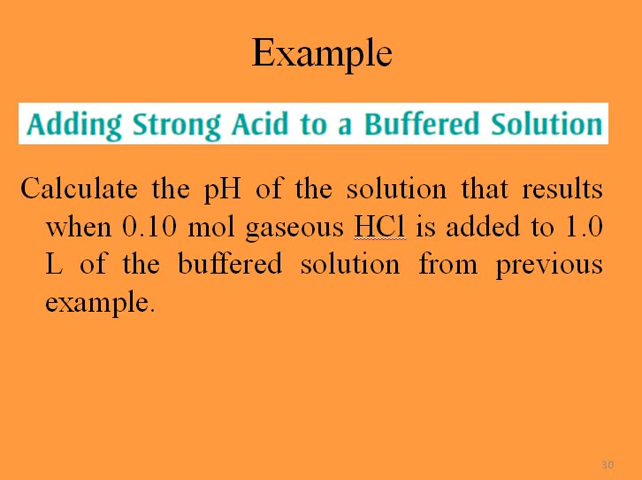 Example
Adding Strong Acid to a Buffered Solution
Calculate the pH of the solution that results
when 0.10 mol gaseous HCl is added to 1.0
L of the buffered solution from previous
example.
30